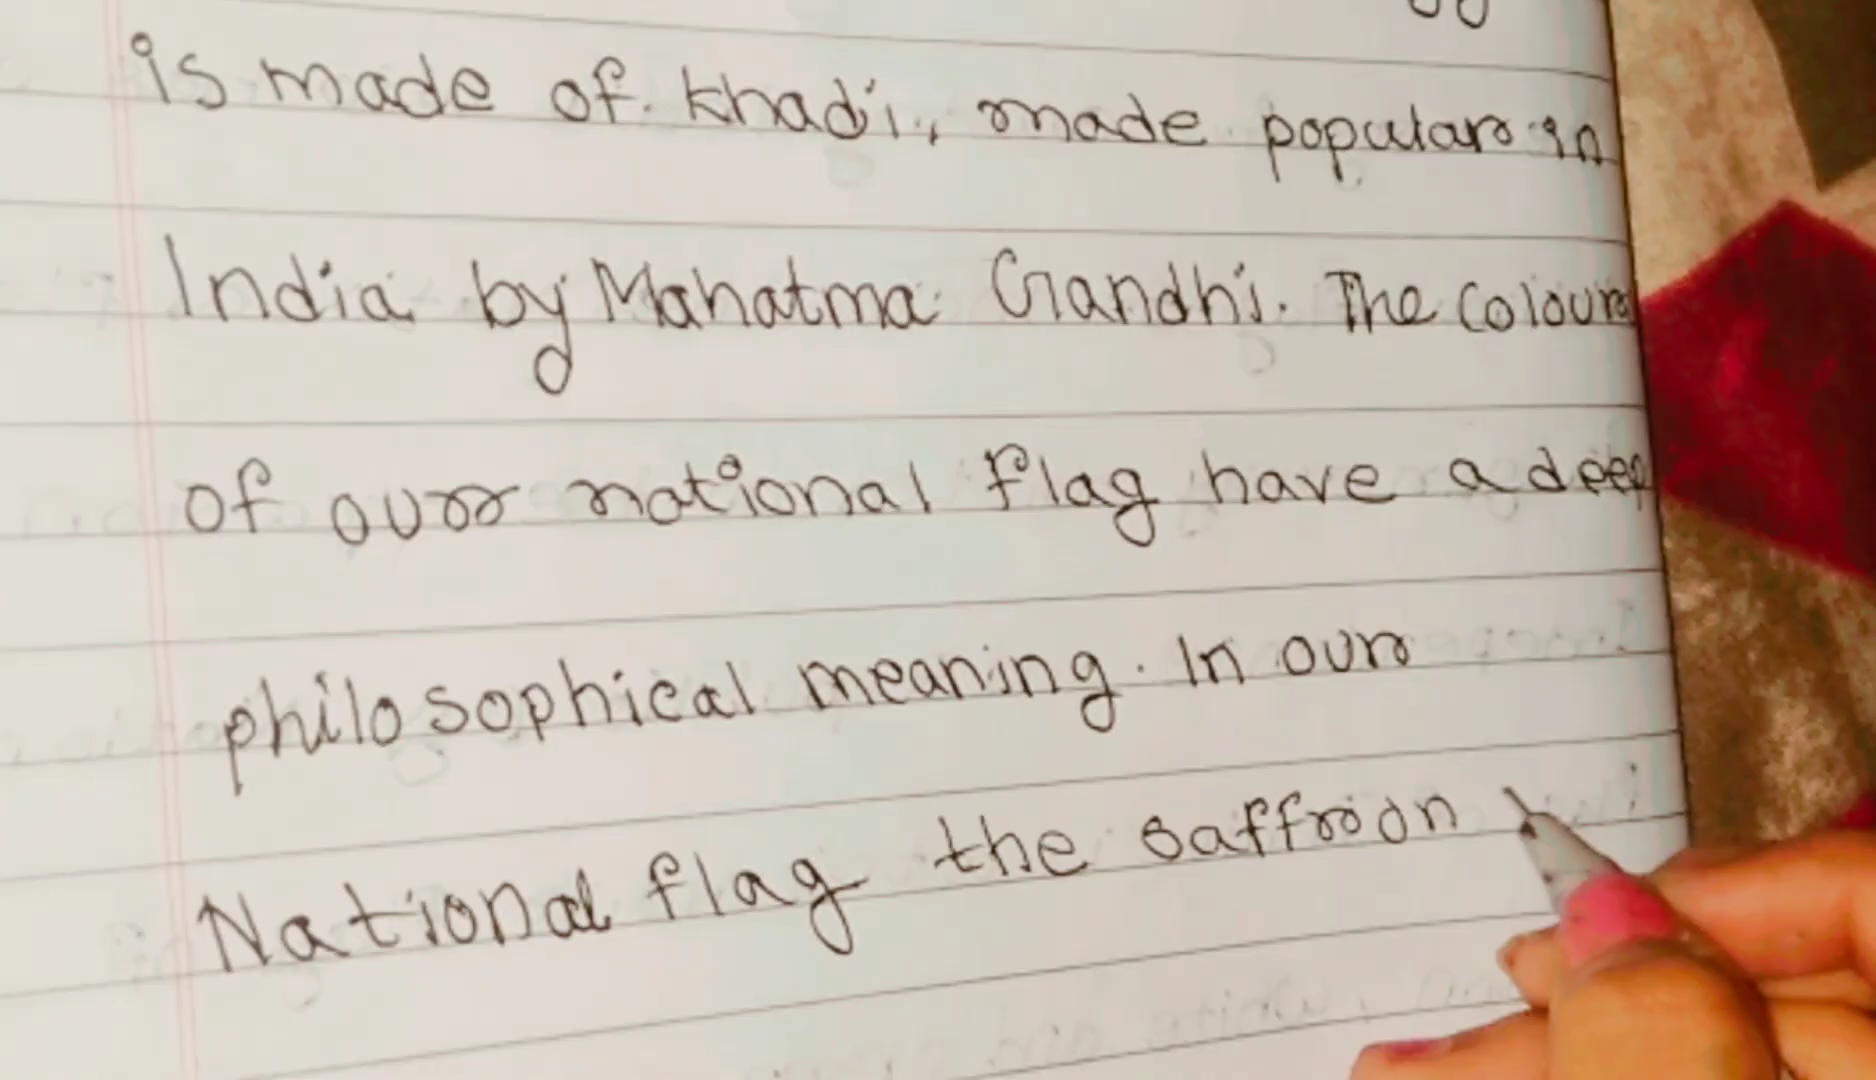 is made of khadi, made popular in
India by Mahatma Gandhi. The Colours
of our national flag have a deep
philosophical meaning. In our
National flag the saffron